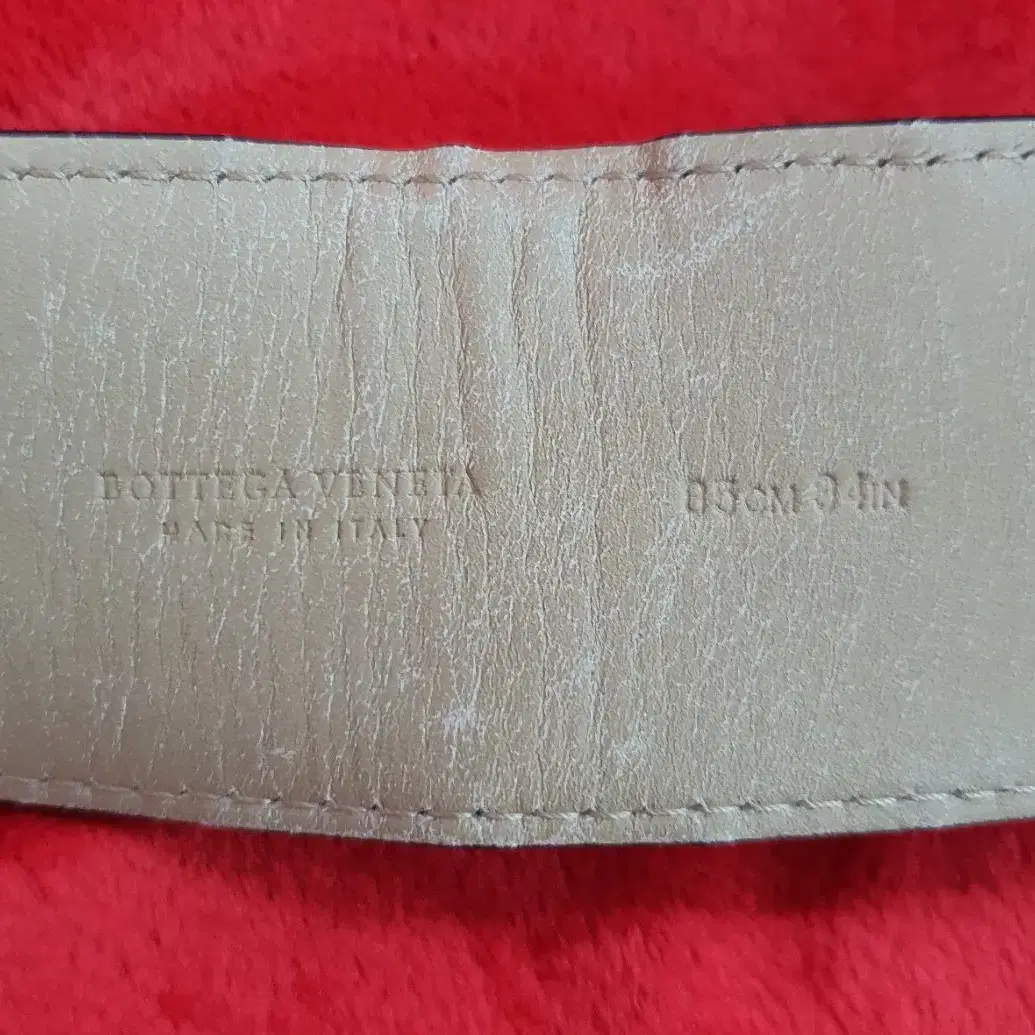 BOTTEGA VENETA
MADE IN ITALY
85CM 34IN